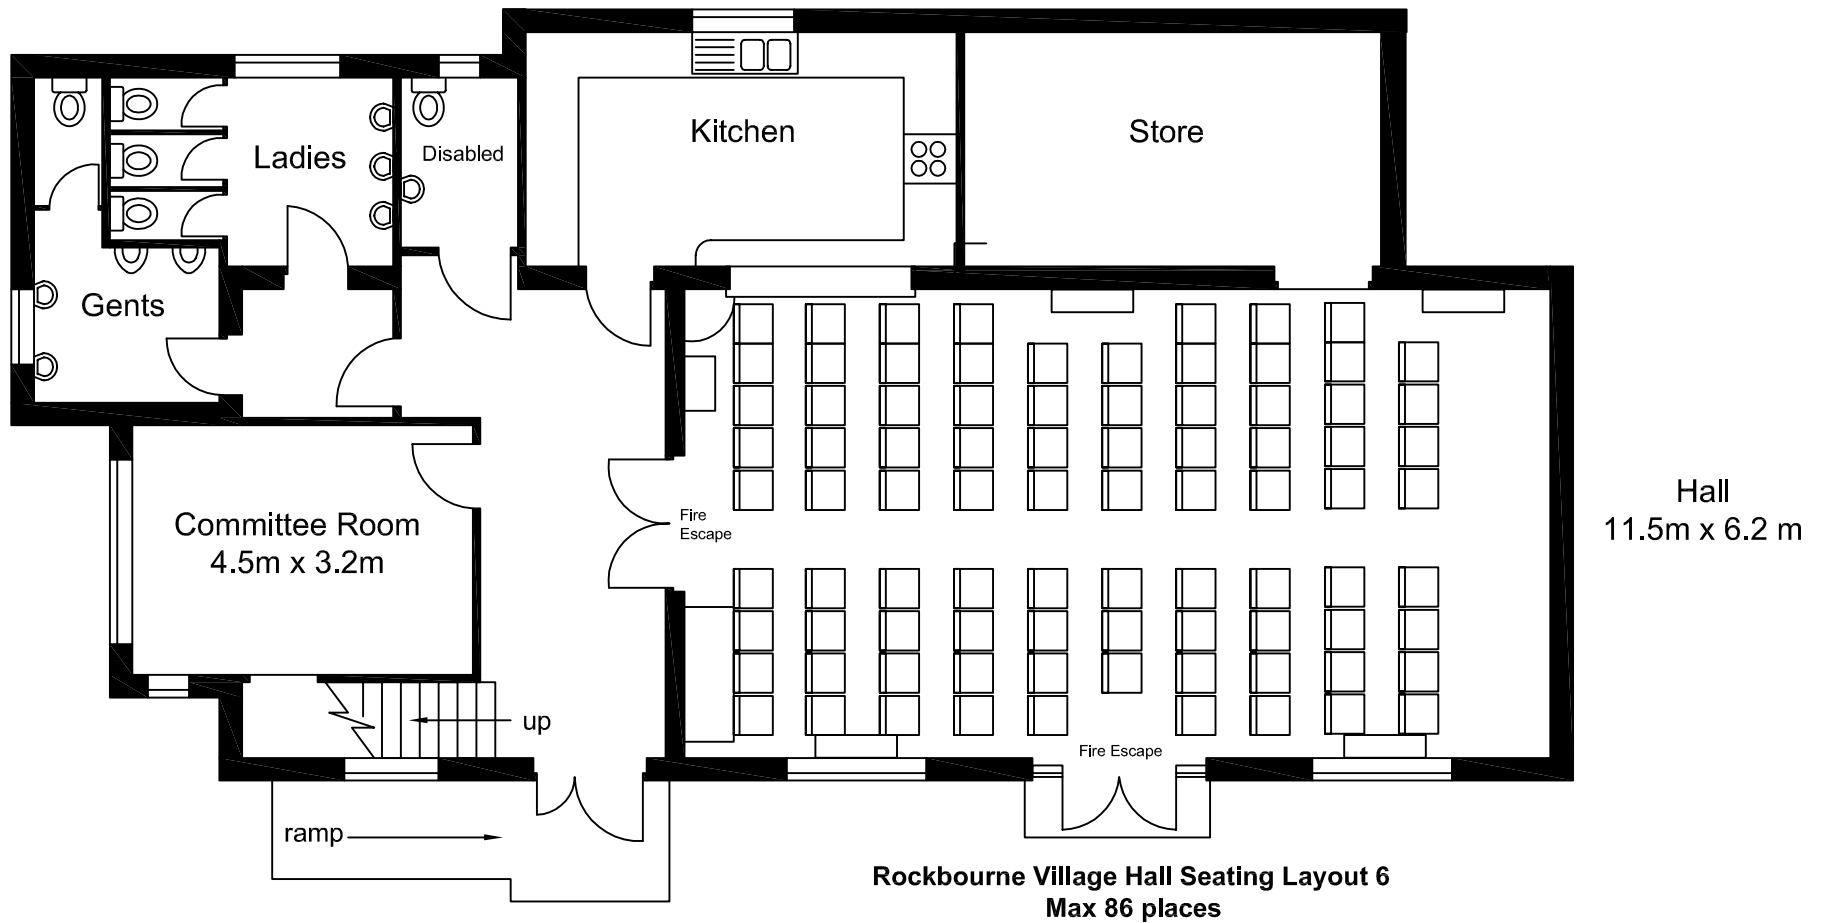 Kitchen
Store
Ladies
Disabled
Gents
Hall
11.5m x 6.2 m
Committee Room
4.5m x 3.2m
Fire
Escape
up
Fire Escape
ramp
Rockbourne Village Hall Seating Layout 6
Max 86 places